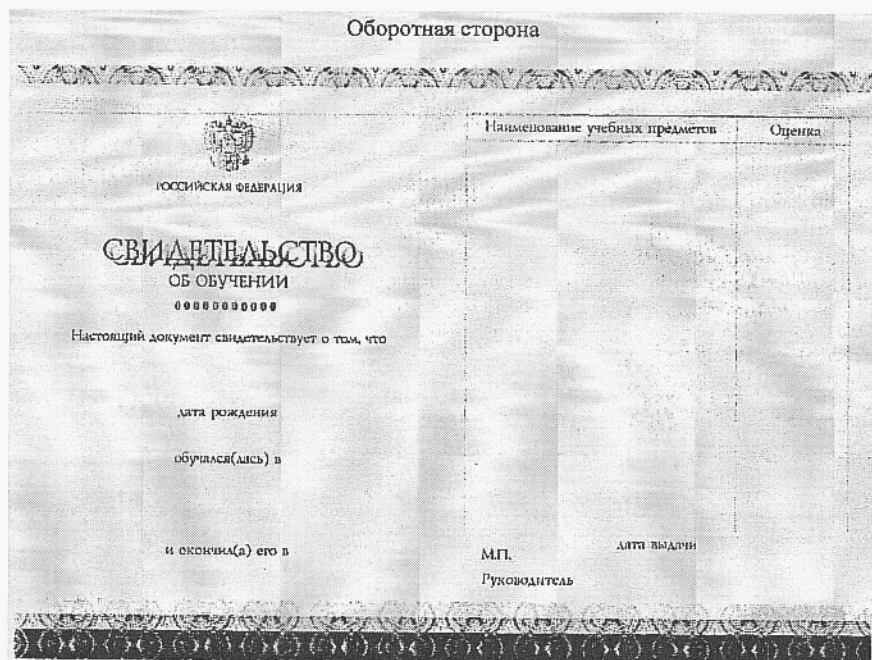 Оборотная сторона
РОССИЙСКАЯ ФЕДЕРАЦИЯ
СВИДЕТЕЛЬСТВО
ОБ ОБУЧЕНИИ
00000000000
Настоящий документ свидетельствует о том, что
дата рождения
обучался(лась) в
и окончил(а) его в
Наименование учебных предметов Оценка
дата выдачи
М.П.
Руководитель